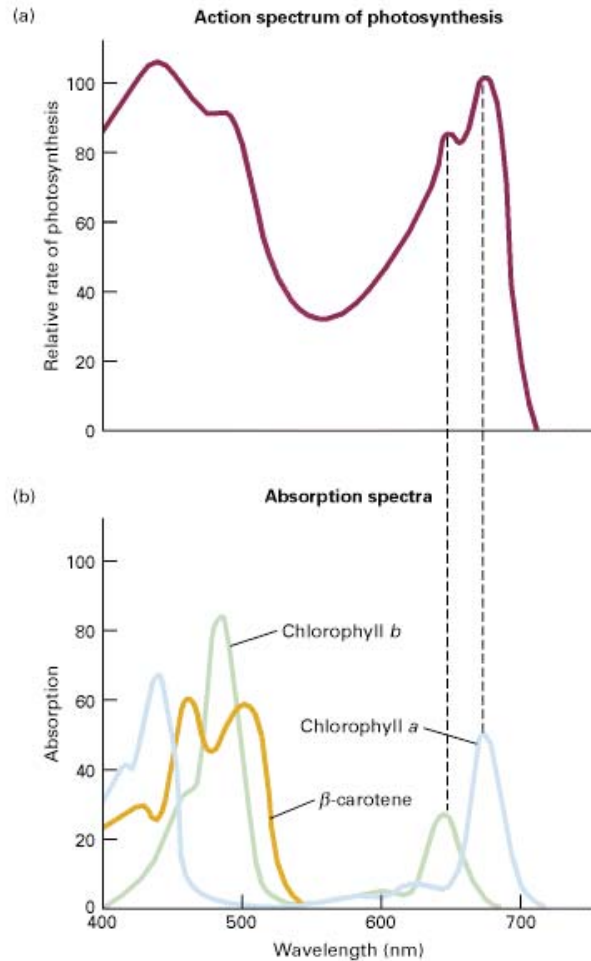 (a)
Action spectrum of photosynthesis
Relative rate of photosynthesis
100
80
60
40
20
0
(b)
Absorption spectra
Absorption
100
80
60
40
20
0
Chlorophyll b
Chlorophyll a
β-carotene
400
500
600
700
Wavelength (nm)